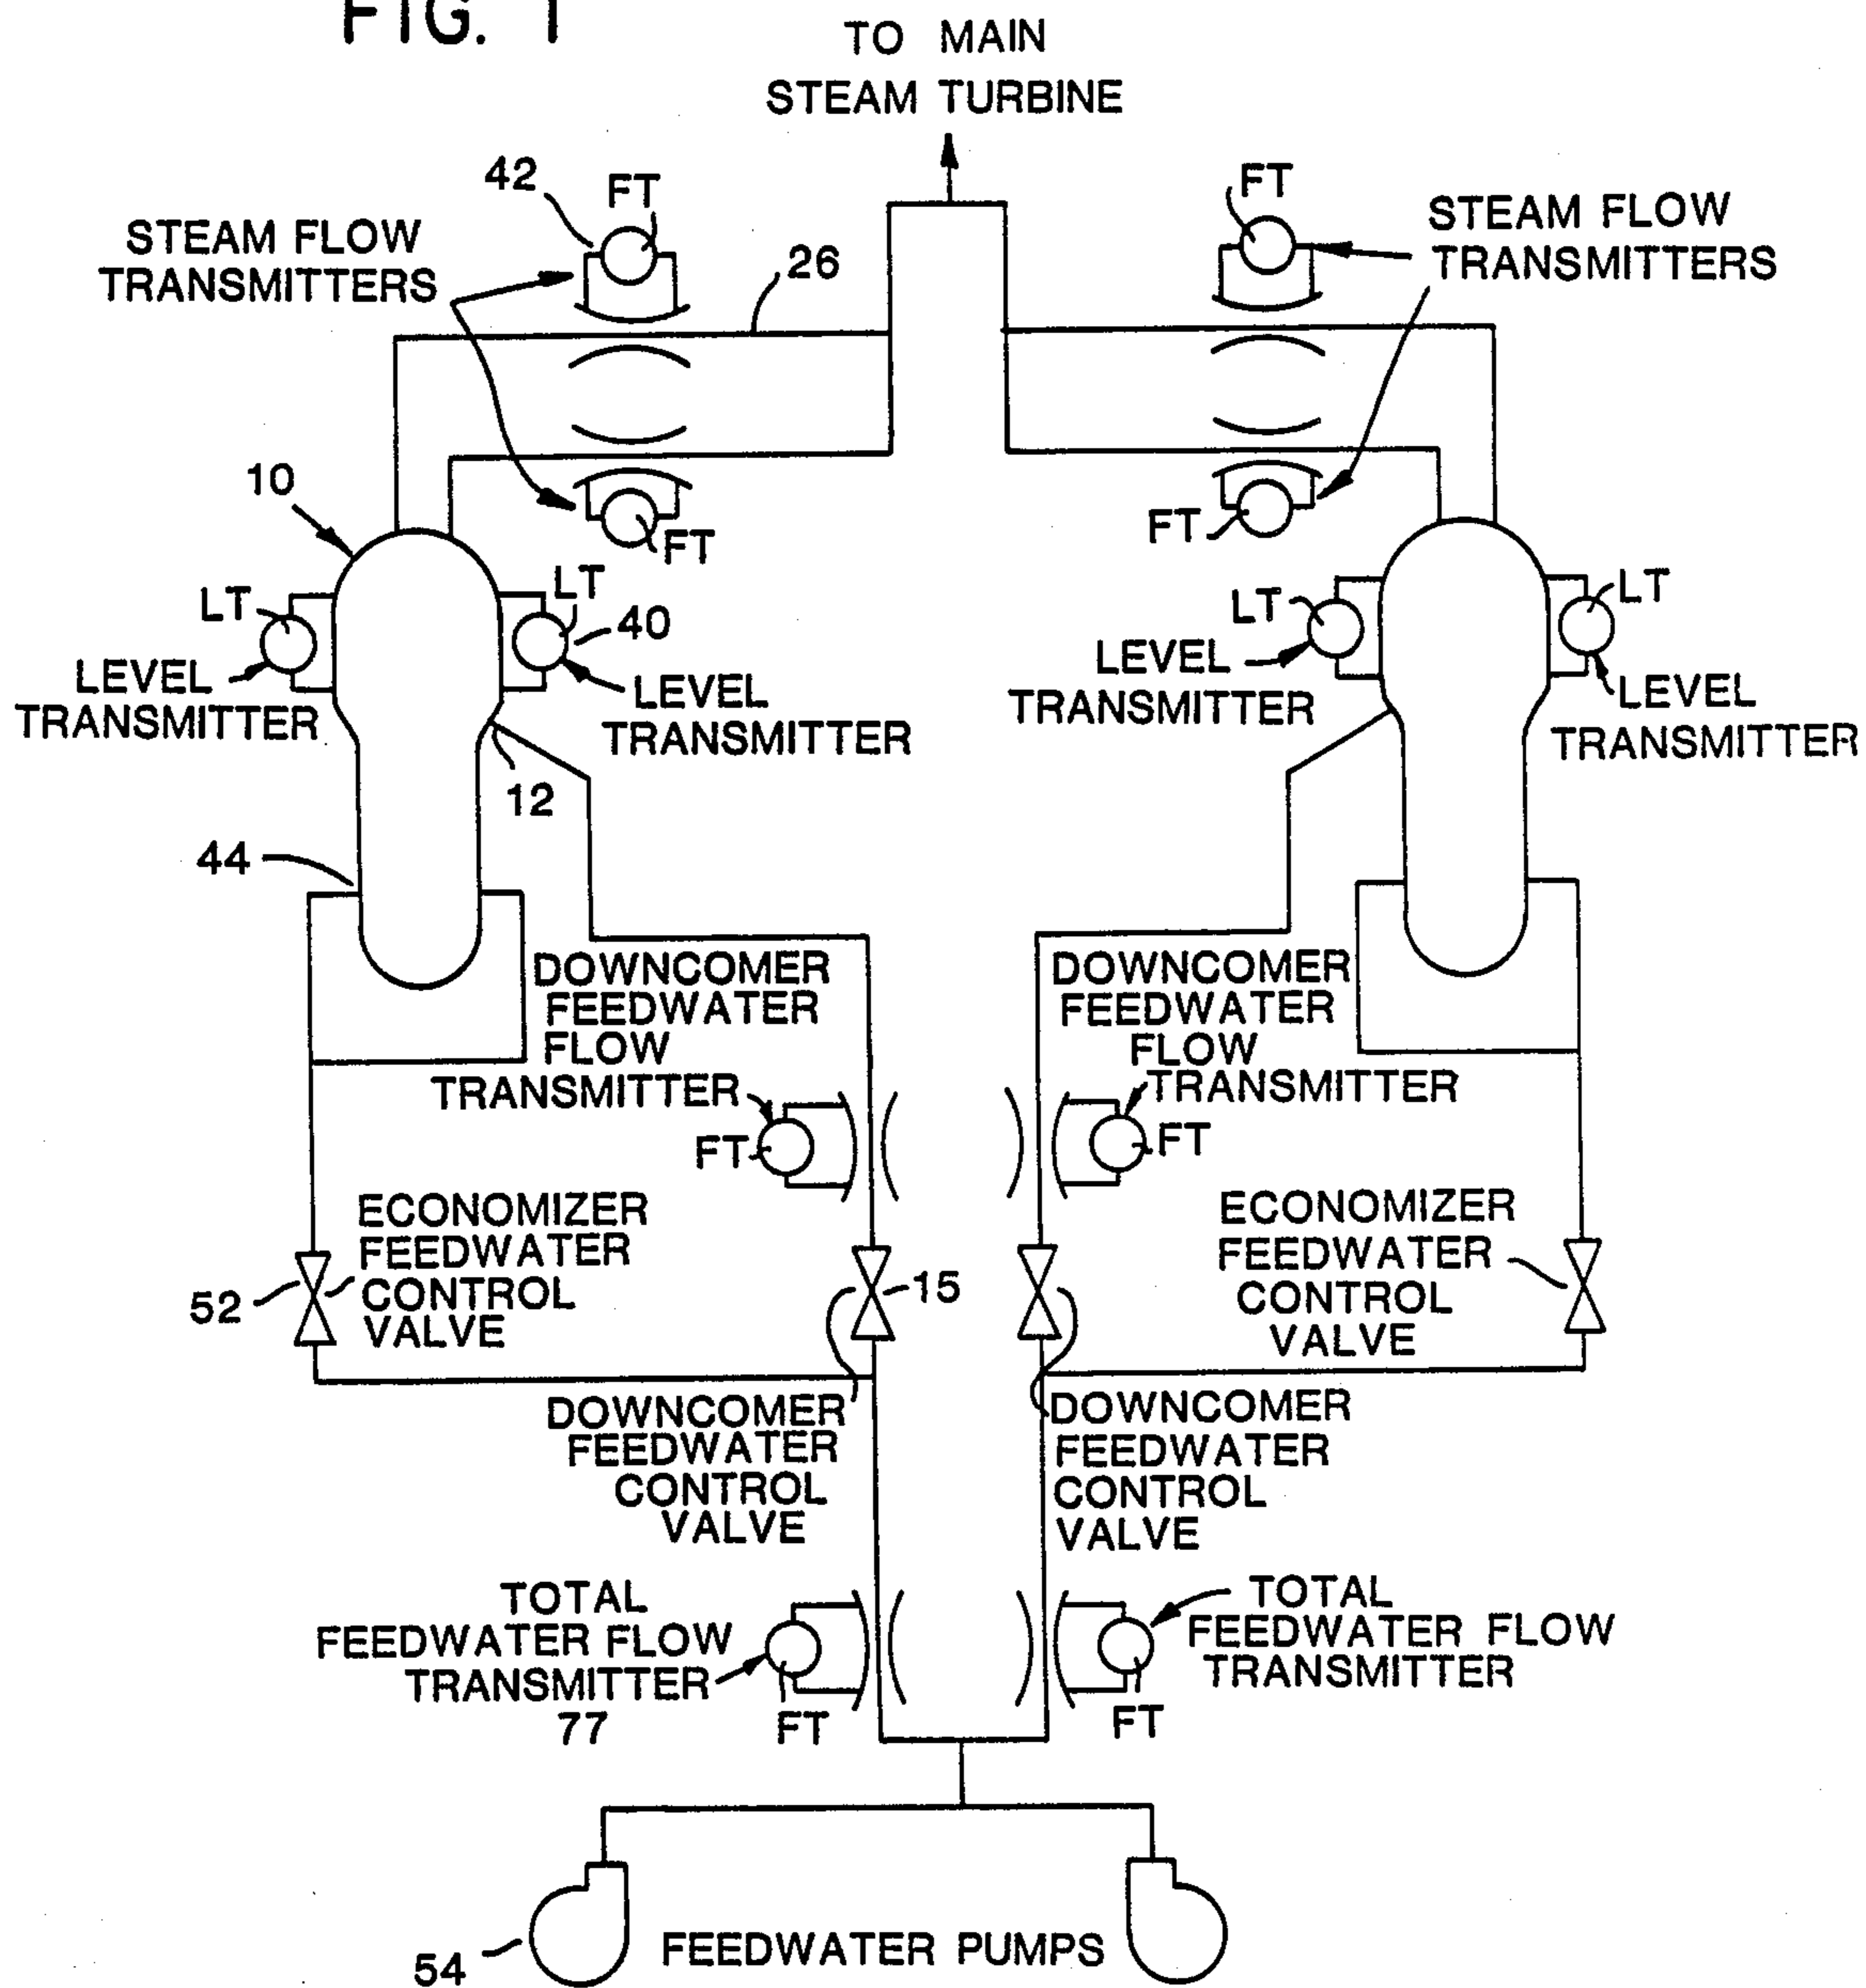 FIG. 1
TO MAIN
STEAM TURBINE
42
FT
FT
STEAM FLOW
TRANSMITTERS
STEAM FLOW
TRANSMITTERS
26
10
FT
FT
LT
LT
40
LEVEL
TRANSMITTER
LEVEL
TRANSMITTER
LT
LT
LEVEL
TRANSMITTER
LEVEL
TRANSMITTER
12
44
DOWNCOMER
FEEDWATER
FLOW
TRANSMITTER
FT
DOWNCOMER
FEEDWATER
FLOW
TRANSMITTER
FT
52
ECONOMIZER
FEEDWATER
CONTROL
VALVE
15
ECONOMIZER
FEEDWATER
CONTROL
VALVE
DOWNCOMER
FEEDWATER
CONTROL
VALVE
DOWNCOMER
FEEDWATER
CONTROL
VALVE
TOTAL
FEEDWATER FLOW
TRANSMITTER
77
FT
TOTAL
FEEDWATER FLOW
TRANSMITTER
FT
54
FEEDWATER PUMPS